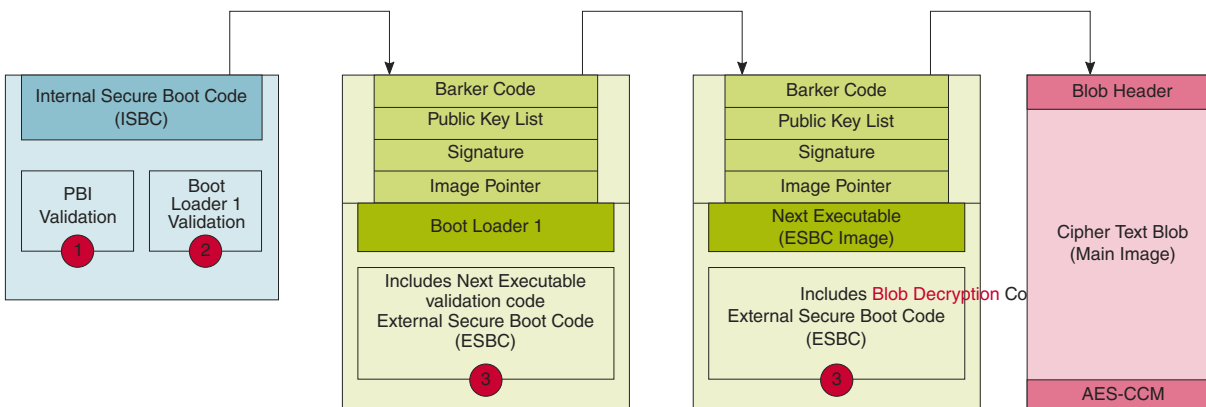 Internal Secure Boot Code
(ISBC)
PBI
Validation
1
Boot
Loader 1
Validation
2
Barker Code
Public Key List
Signature
Image Pointer
Boot Loader 1
Includes Next Executable
validation code
External Secure Boot Code
(ESBC)
3
Barker Code
Public Key List
Signature
Image Pointer
Next Executable
(ESBC Image)
Includes Blob Decryption Co
External Secure Boot Code
(ESBC)
3
Blob Header
Cipher Text Blob
(Main Image)
AES-CCM